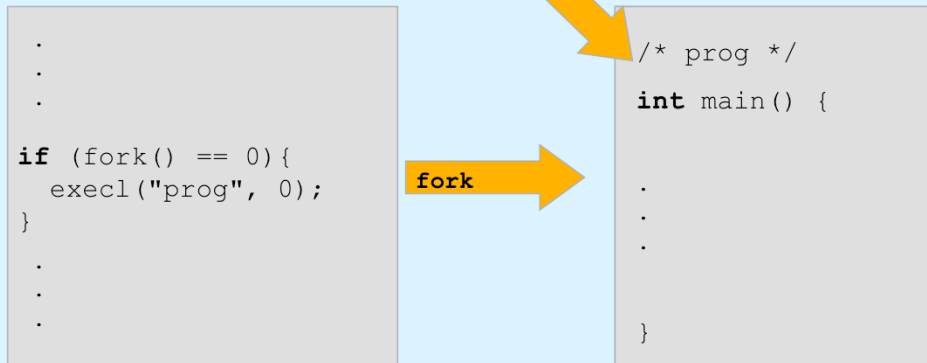 .
.
.
if (fork() == 0){
execl("prog", 0);
}
.
.
.
fork
/* prog */
int main() {
.
.
.
}